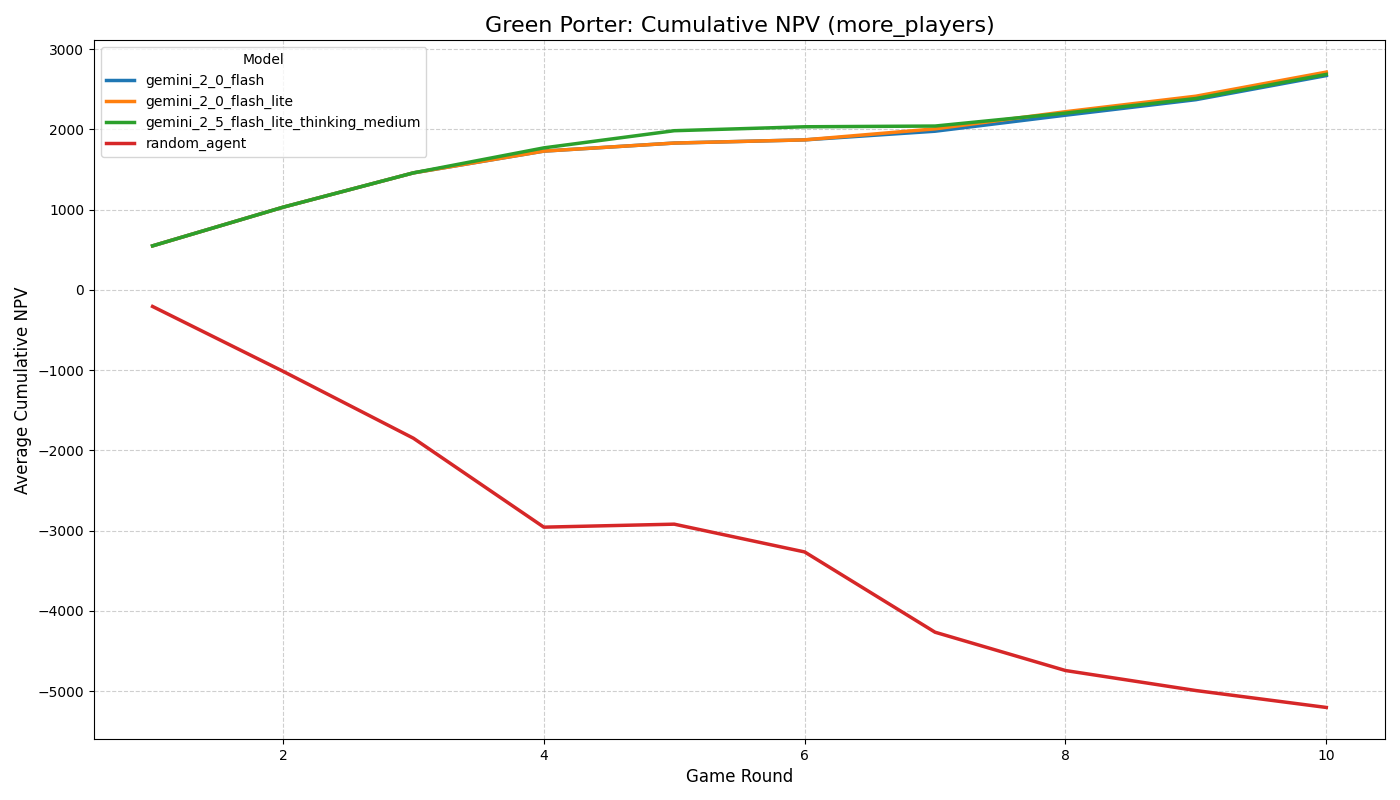 Green Porter: Cumulative NPV (more_players)
Model
gemini_2_0_flash
gemini_2_0_flash_lite
gemini_2_5_flash_lite_thinking_medium
random_agent
Average Cumulative NPV
3000
2000
1000
0
−1000
−2000
−3000
−4000
−5000
2
4
6
8
10
Game Round